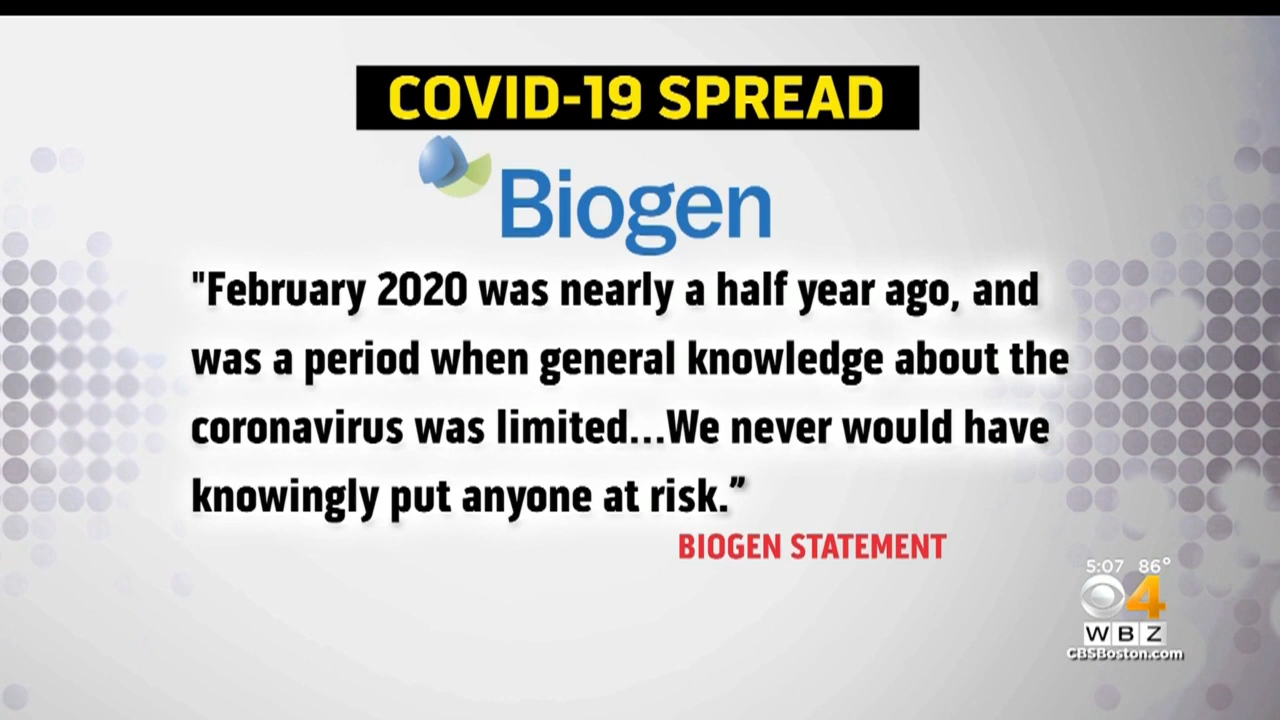 COVID-19 SPREAD
Biogen
"February 2020 was nearly a half year ago, and
was a period when general knowledge about the
coronavirus was limited...We never would have
knowingly put anyone at risk.”
BIOGEN STATEMENT
5:07 86°
4
WBZ
CBSBoston.com